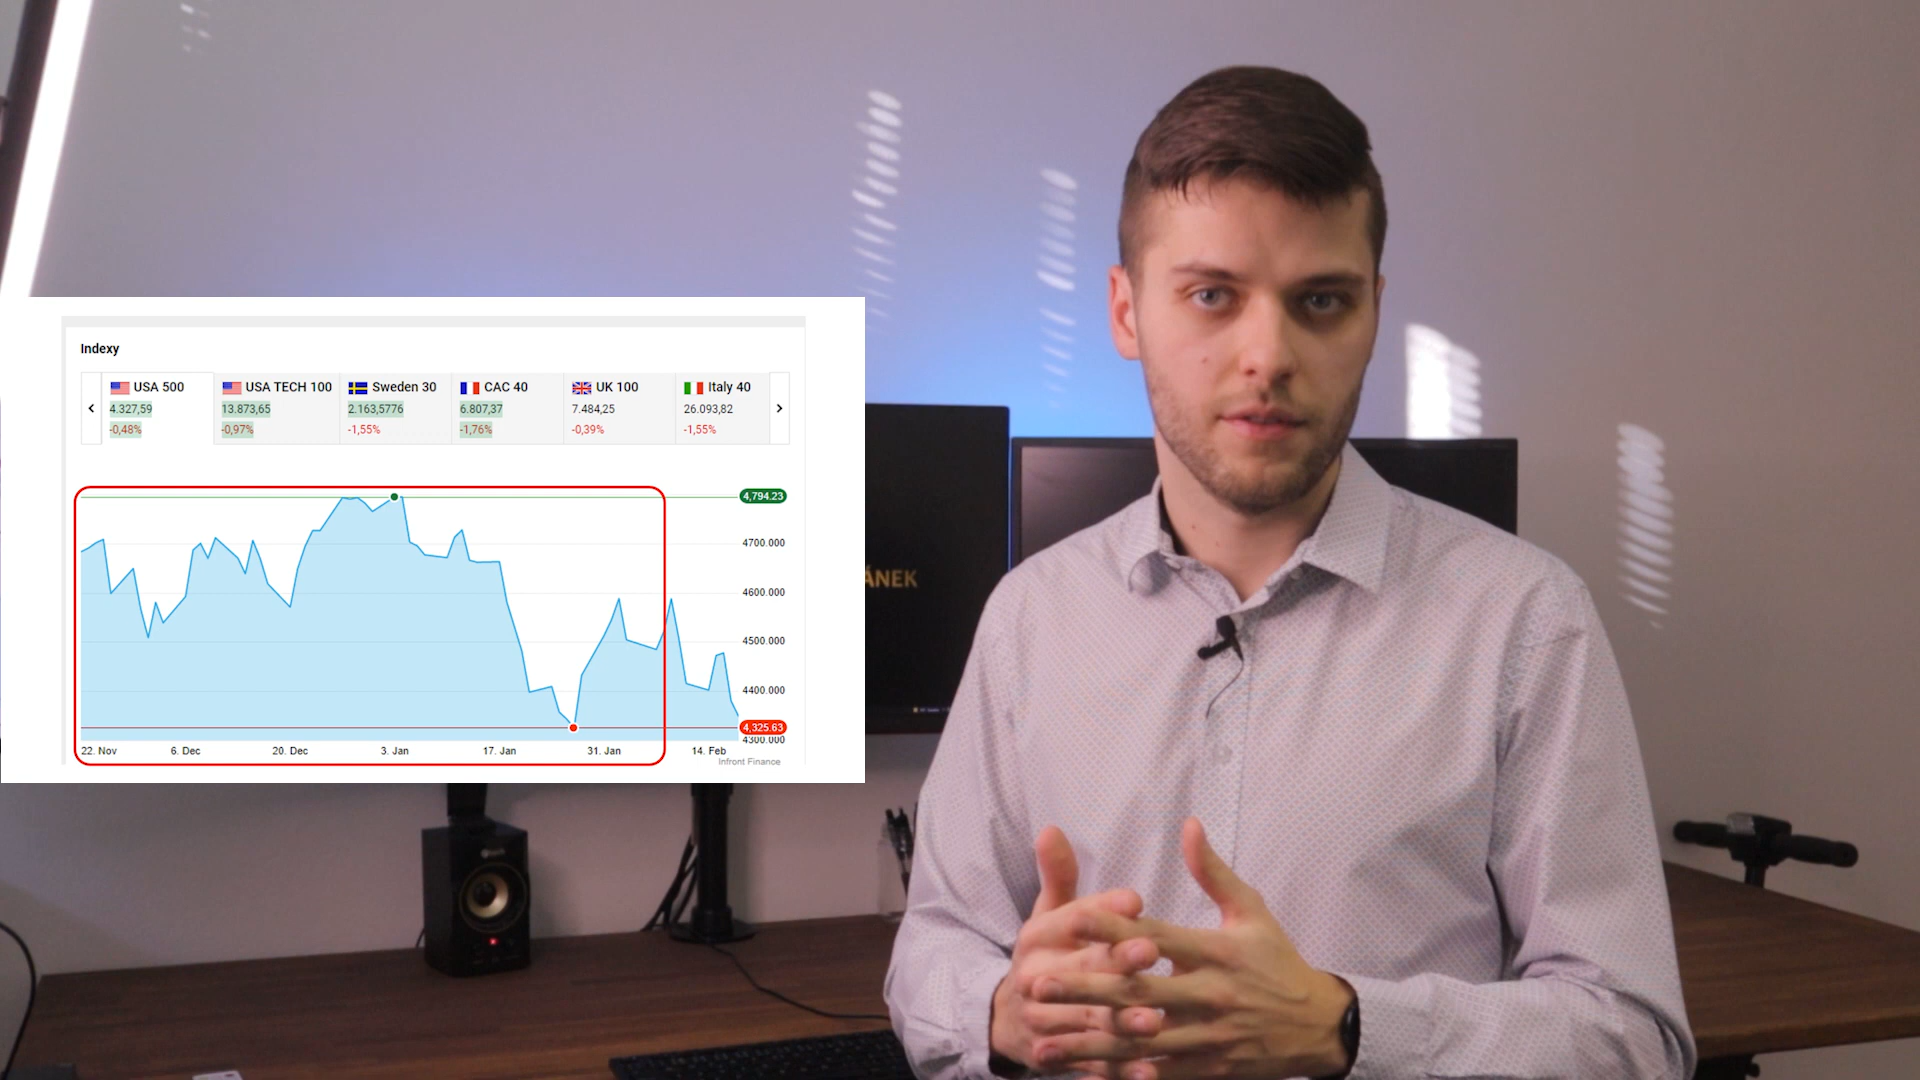 Indexy
USA 500 USA TECH 100 Sweden 30 CAC 40 UK 100 Italy 40
4.327,59 13.873,65 2.163,5776 6.807,37 7.484,25 26.093,82
-0,48% -0,97% -1,55% -1,76% -0,39% -1,55%
4,794.23
4700.000
4600.000
4500.000
4400.000
4,325.63
4300.000
22. Nov 6. Dec 20. Dec 3. Jan 17. Jan 31. Jan 14. Feb
Infront Finance
ÁNEK